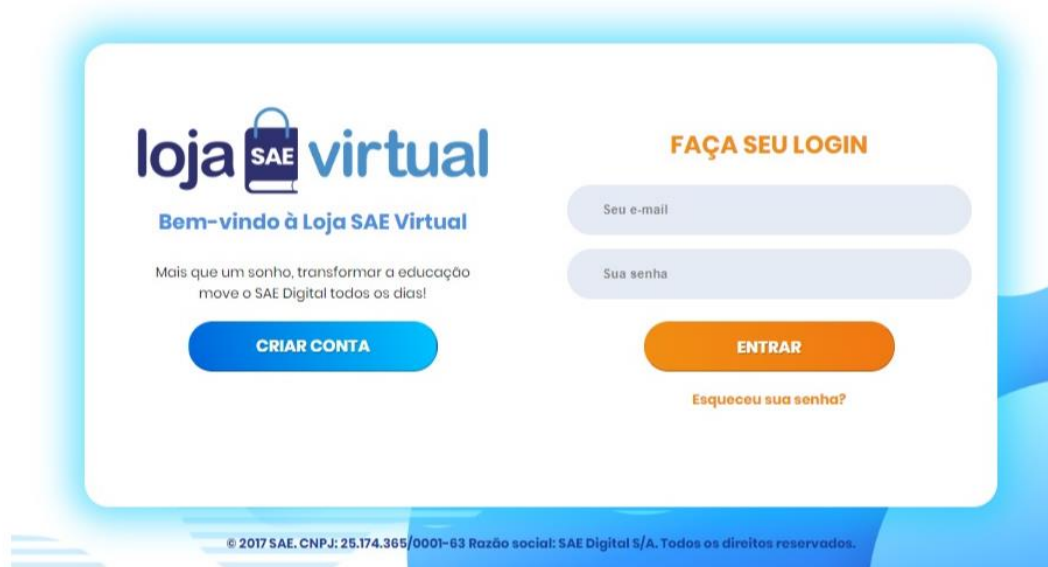 loja SAE virtual
Bem-vindo à Loja SAE Virtual
Mais que um sonho, transformar a educação
move o SAE Digital todos os dias!
CRIAR CONTA
FAÇA SEU LOGIN
Seu e-mail
Sua senha
ENTRAR
Esqueceu sua senha?
© 2017 SAE. CNPJ: 25.174.365/0001-63 Razão social: SAE Digital S/A. Todos os direitos reservados.